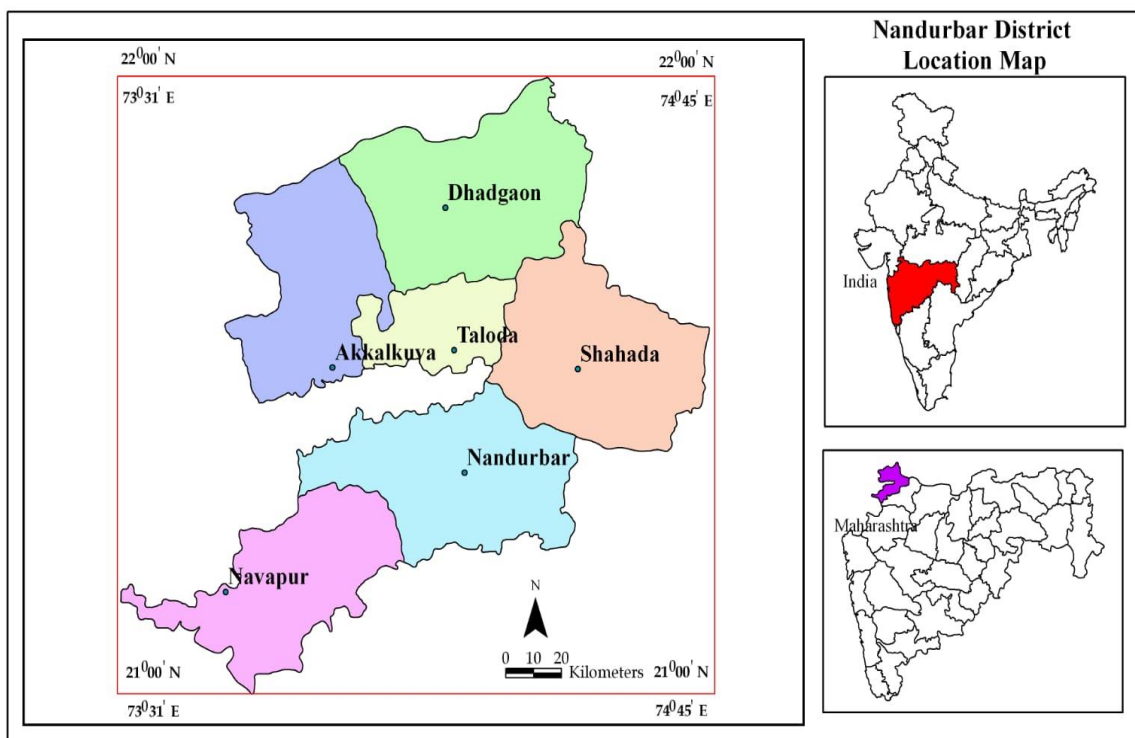 Nandurbar District
Location Map
22⁰00' N
22⁰00' N
73⁰31' E
74⁰45' E
Dhadgaon
Taloda
Akkalkuva
Shahada
Nandurbar
Navapur
N
0 10 20
Kilometers
21⁰00' N
21⁰00' N
73⁰31' E
74⁰45' E
India
Maharashtra